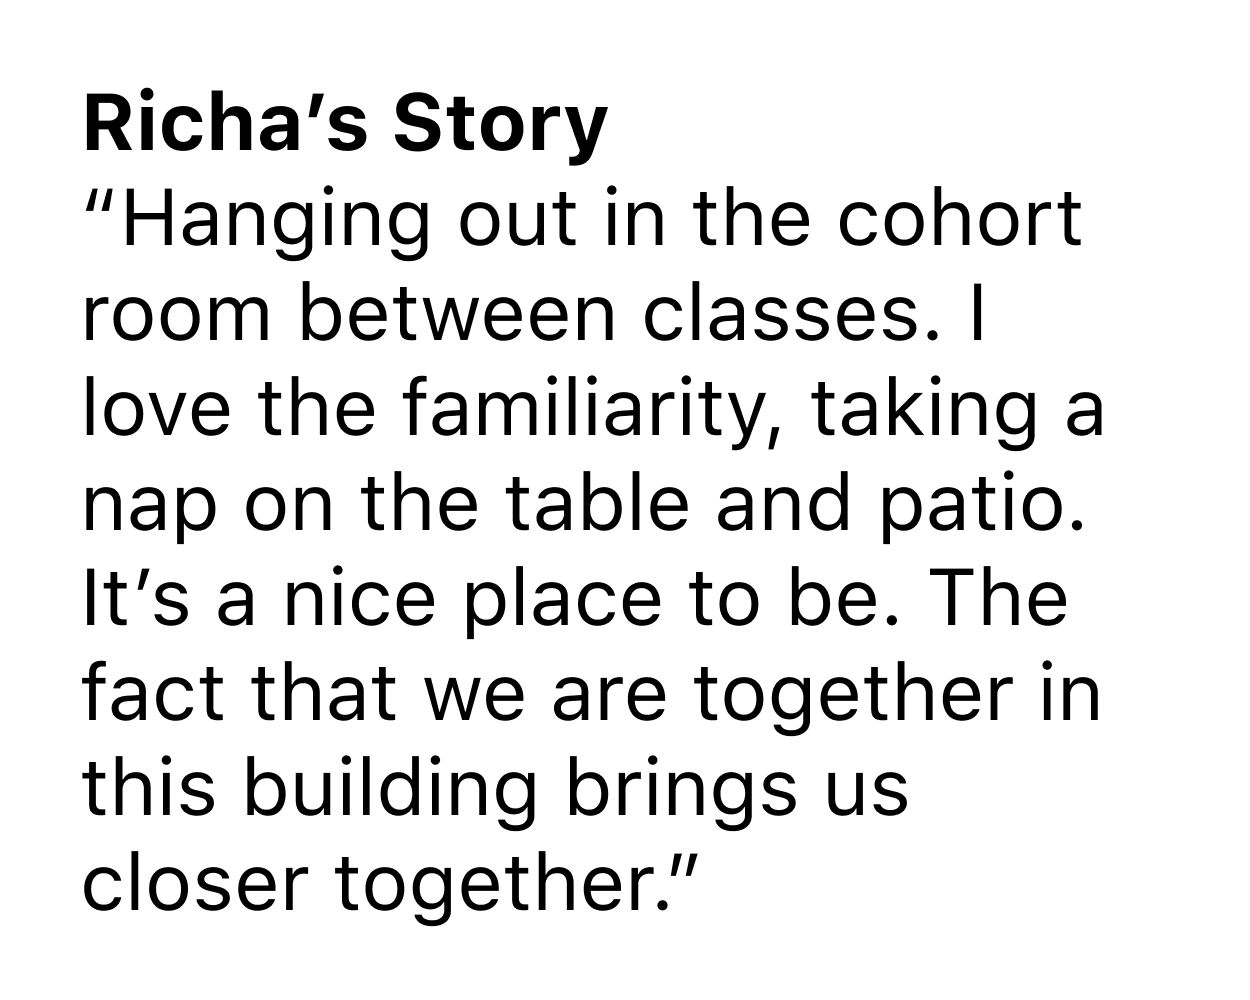 Richa’s Story
“Hanging out in the cohort
room between classes. I
love the familiarity, taking a
nap on the table and patio.
It’s a nice place to be. The
fact that we are together in
this building brings us
closer together.”